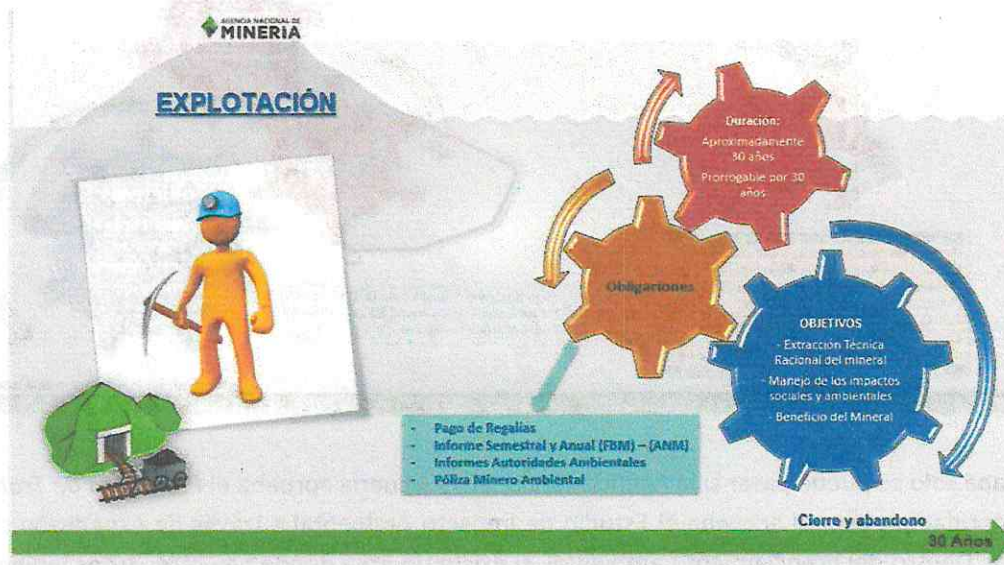 AGENCIA NACIONAL DE
MINERÍA
EXPLOTACIÓN
Duración:
Aproximadamente
30 años
Prorrogable por 30
años
Obligaciones
OBJETIVOS
- Extracción Técnica
Racional del mineral
- Manejo de los impactos
sociales y ambientales
- Beneficio del Mineral
- Pago de Regalías
- Informe Semestral y Anual (FBM) – (ANM)
- Informes Autoridades Ambientales
- Póliza Minero Ambiental
Cierre y abandono
30 Años